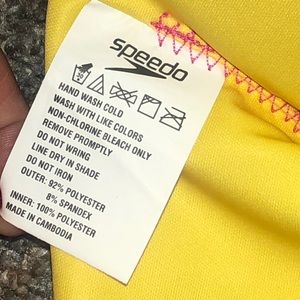 speedo
HAND WASH COLD
WASH WITH LIKE COLORS
NON-CHLORINE BLEACH ONLY
REMOVE PROMPTLY
DO NOT WRING
LINE DRY IN SHADE
DO NOT IRON
OUTER: 92% POLYESTER
8% SPANDEX
INNER: 100% POLYESTER
MADE IN CAMBODIA